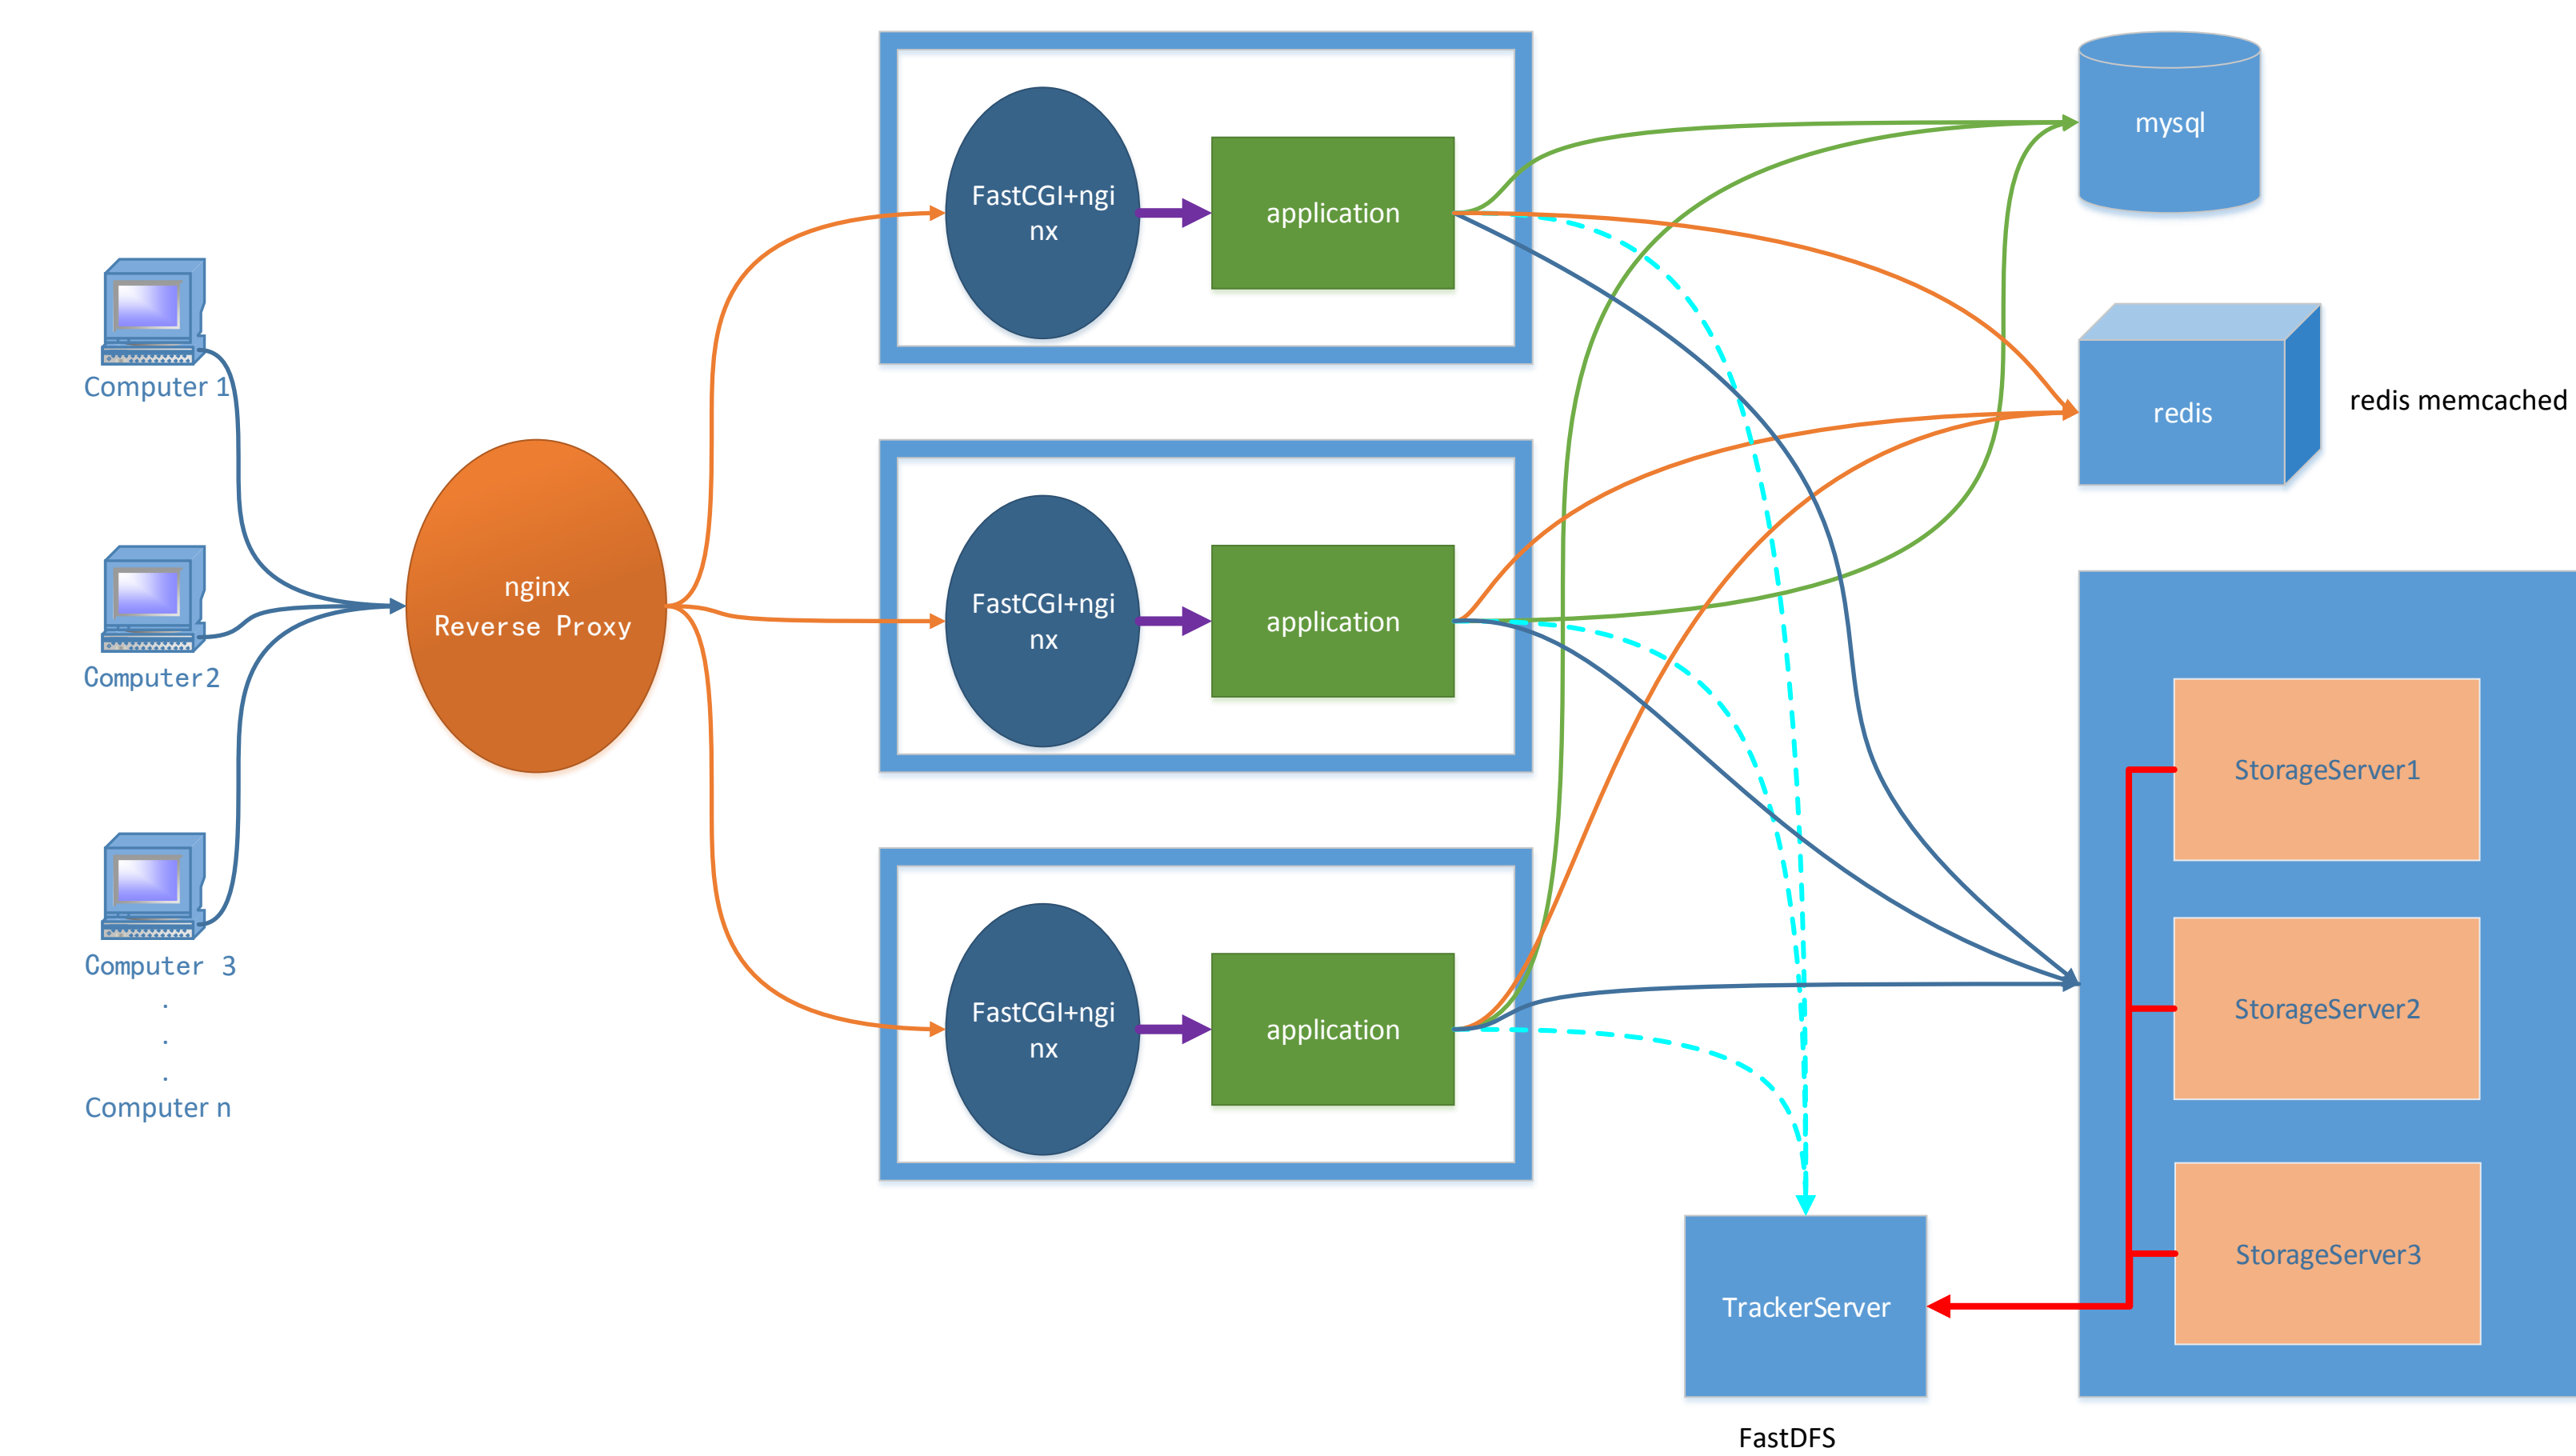 Computer 1
Computer2
Computer 3
.
.
.
Computer n
nginx
Reverse Proxy
FastCGI+ngi
nx
application
FastCGI+ngi
nx
application
FastCGI+ngi
nx
application
mysql
redis
redis memcached
StorageServer1
StorageServer2
StorageServer3
TrackerServer
FastDFS